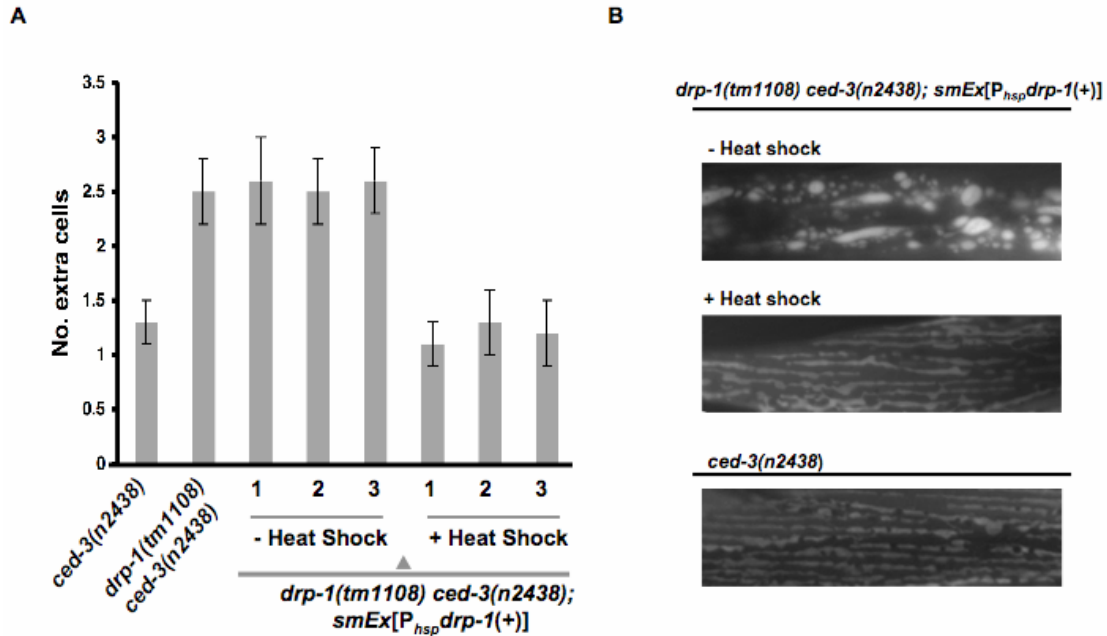 A
No. extra cells
3.5
3
2.5
2
1.5
1
0.5
0
ced-3(n2438)
drp-1(tm1108)
ced-3(n2438)
1 2 3 1 2 3
- Heat Shock + Heat Shock
drp-1(tm1108) ced-3(n2438);
smEx[Phspdrp-1(+)]
B
drp-1(tm1108) ced-3(n2438); smEx[Phspdrp-1(+)]
- Heat shock
+ Heat shock
ced-3(n2438)